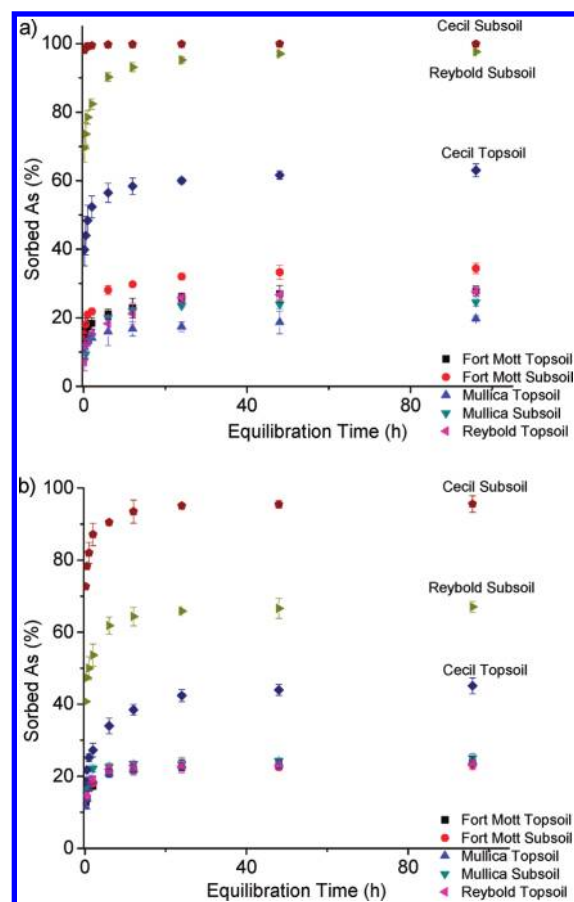 a)
Cecil Subsoil
100
Reybold Subsoil
80
Cecil Topsoil
60
Sorbed As (%)
40
20
0
0 40 80
Equilibration Time (h)
Fort Mott Topsoil
Fort Mott Subsoil
Mullica Topsoil
Mullica Subsoil
Reybold Topsoil
b)
Cecil Subsoil
100
80
Reybold Subsoil
60
Cecil Topsoil
Sorbed As (%)
40
20
0
0 40 80
Equilibration Time (h)
Fort Mott Topsoil
Fort Mott Subsoil
Mullica Topsoil
Mullica Subsoil
Reybold Topsoil